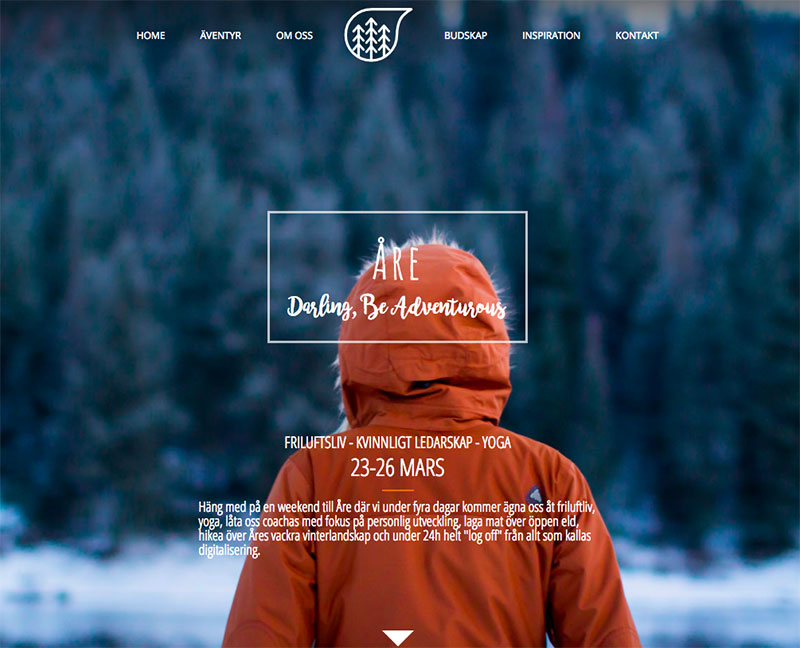 HOME ÄVENTYR OM OSS BUDSKAP INSPIRATION KONTAKT
ÅRE
Darling, Be Adventurous
FRILUFTSLIV - KVINNLIGT LEDARSKAP - YOGA
23-26 MARS
Häng med på en weekend till Åre där vi under fyra dagar kommer ägna oss åt friluftliv,
yoga, låta oss coachas med fokus på personlig utveckling, laga mat över öppen eld,
hikea över Åres vackra vinterlandskap och under 24h helt "log off" från allt som kallas
digitalisering.